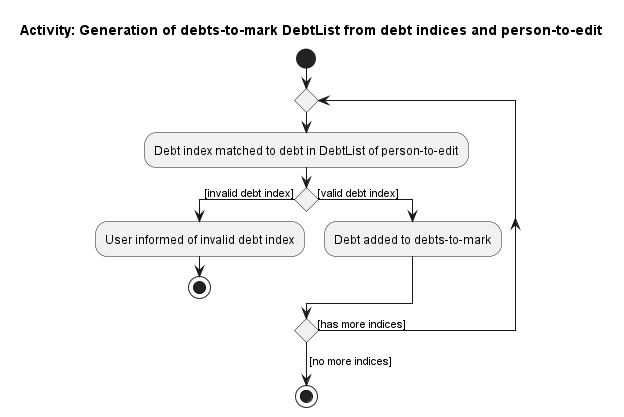 Activity: Generation of debts-to-mark DebtList from debt indices and person-to-edit
Debt index matched to debt in DebtList of person-to-edit
[invalid debt index]
[valid debt index]
User informed of invalid debt index
Debt added to debts-to-mark
[has more indices]
[no more indices]